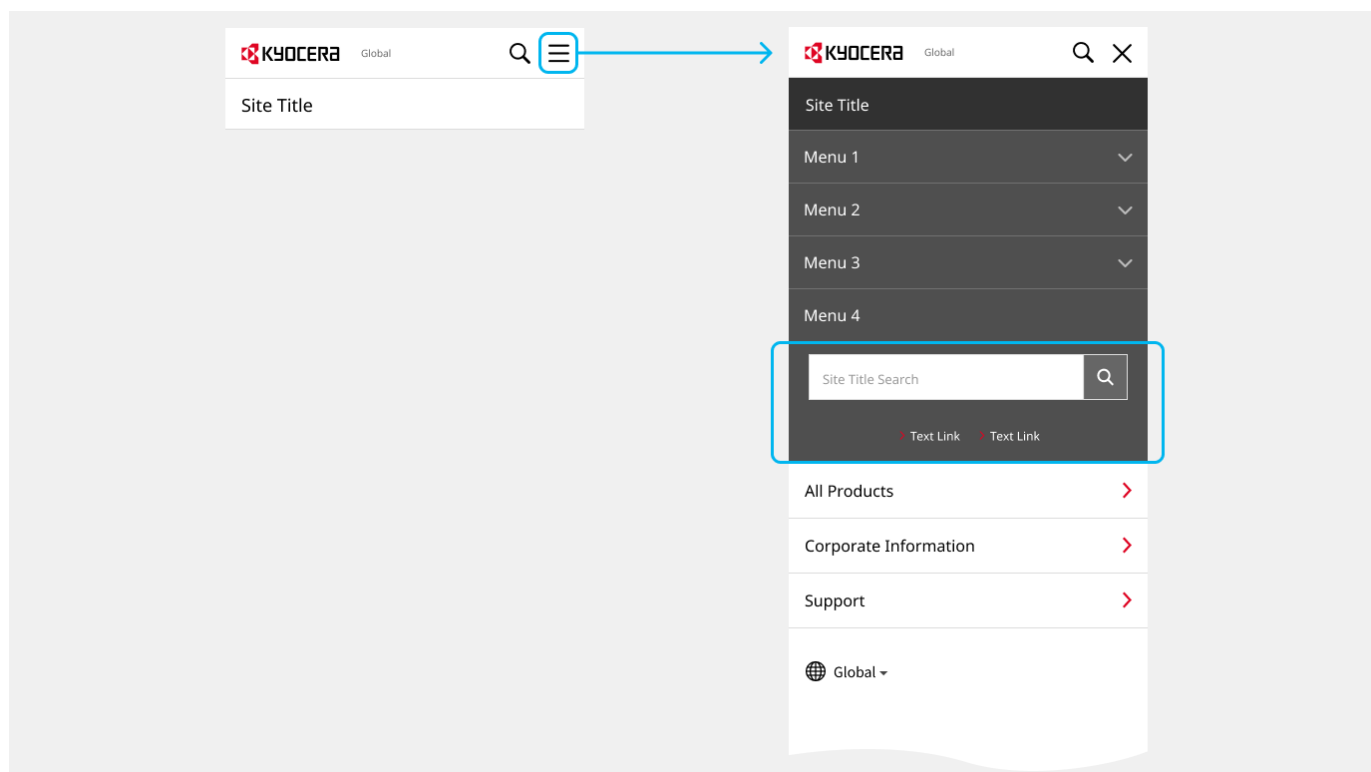 KYOCERA Global
Site Title
KYOCERA Global
Site Title
Menu 1
Menu 2
Menu 3
Menu 4
Site Title Search
Text Link Text Link
All Products
Corporate Information
Support
Global